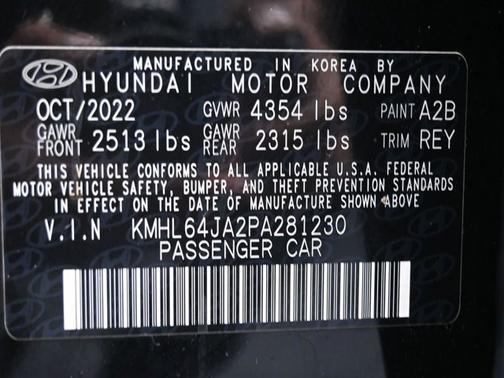 MANUFACTURED IN KOREA BY
HYUNDAI MOTOR COMPANY
OCT/2022 GVWR 4354 lbs PAINT A2B
GAWR FRONT 2513 lbs GAWR REAR 2315 lbs TRIM REY
THIS VEHICLE CONFORMS TO ALL APPLICABLE U.S.A. FEDERAL
MOTOR VEHICLE SAFETY, BUMPER, AND THEFT PREVENTION STANDARDS
IN EFFECT ON THE DATE OF MANUFACTURE SHOWN ABOVE
V.I.N KMHL64JA2PA281230
PASSENGER CAR